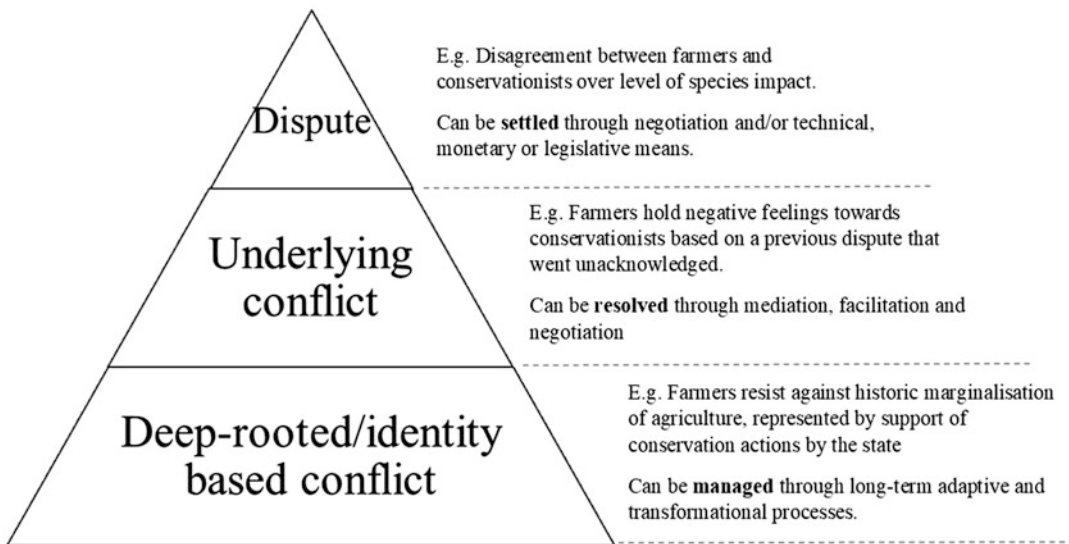 Dispute
E.g. Disagreement between farmers and
conservationists over level of species impact.
Can be settled through negotiation and/or technical,
monetary or legislative means.
Underlying
conflict
E.g. Farmers hold negative feelings towards
conservationists based on a previous dispute that
went unacknowledged.
Can be resolved through mediation, facilitation and
negotiation
Deep-rooted/identity
based conflict
E.g. Farmers resist against historic marginalisation
of agriculture, represented by support of
conservation actions by the state
Can be managed through long-term adaptive and
transformational processes.